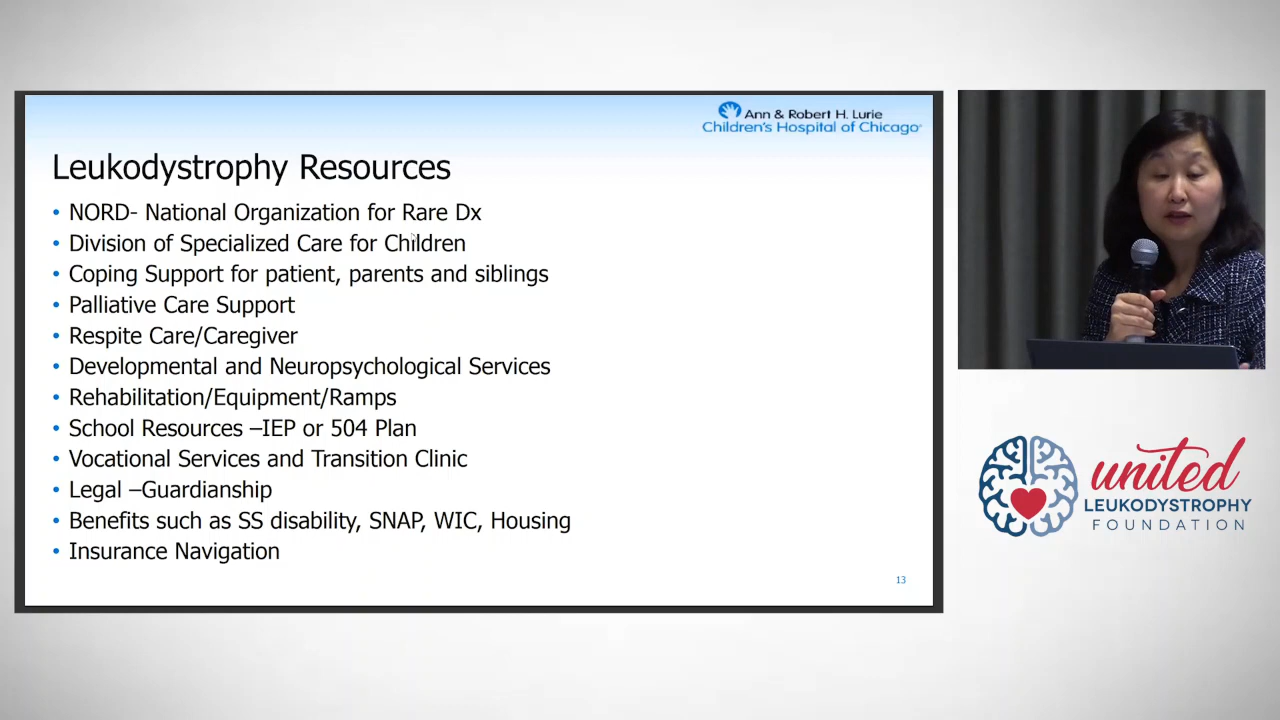 Ann & Robert H. Lurie
Children's Hospital of Chicago
Leukodystrophy Resources
• NORD- National Organization for Rare Dx
• Division of Specialized Care for Children
• Coping Support for patient, parents and siblings
• Palliative Care Support
• Respite Care/Caregiver
• Developmental and Neuropsychological Services
• Rehabilitation/Equipment/Ramps
• School Resources –IEP or 504 Plan
• Vocational Services and Transition Clinic
• Legal –Guardianship
• Benefits such as SS disability, SNAP, WIC, Housing
• Insurance Navigation
13
united
LEUKODYSTROPHY
FOUNDATION